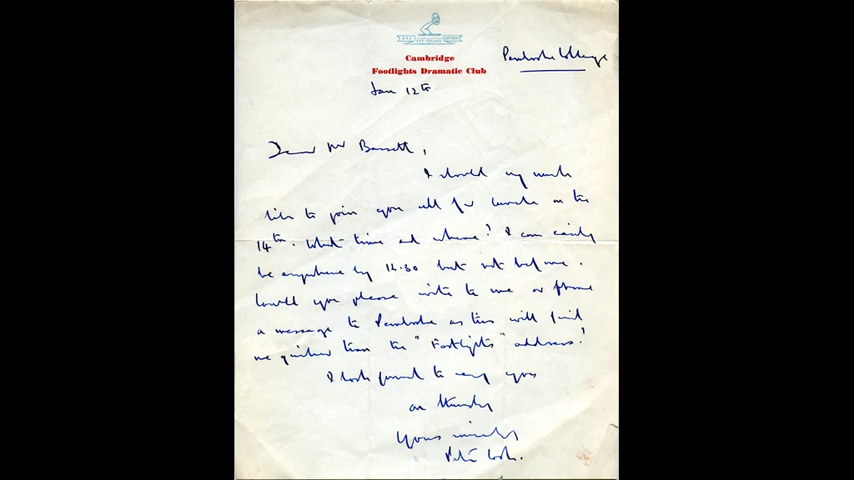 Cambridge
Footlights Dramatic Club
Pembroke College
Jan 12th
Dear Mr Bassett,
I should very much
like to join you all for lunch on the
14th. What time and where? I can easily
be anywhere by 12.30 but not before.
Could you please write to me or phone
a message to Pembroke as this will find
me quicker than the "Footlights" address!
I look forward to seeing you
on Thursday
Yours sincerely
Peter Cook.